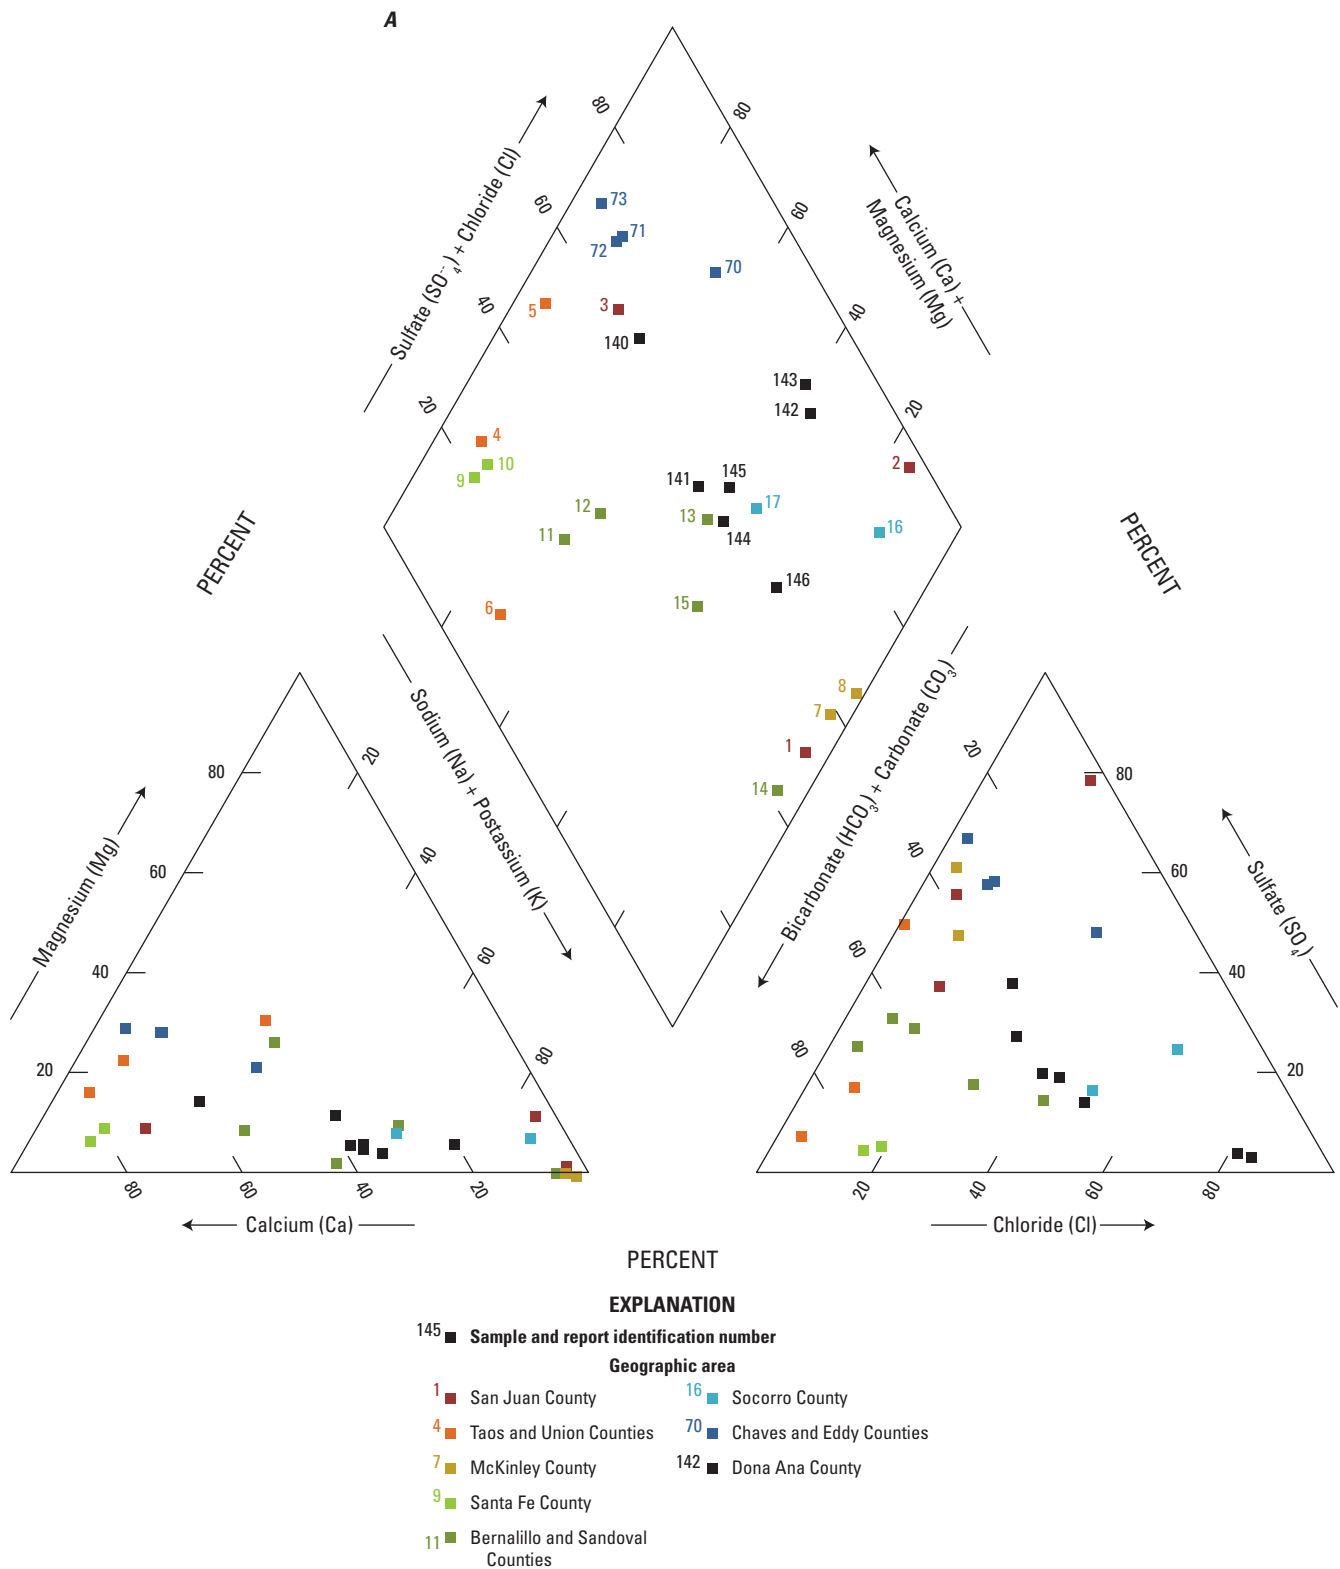 A
80
80
Sulfate (SO₄⁻⁻) + Chloride (Cl)
Calcium (Ca) +
Magnesium (Mg)
60
60
73
71
72
70
40
40
5
3
140
143
142
20
20
4
10
9
2
141
145
17
12
13
11
144
16
PERCENT
PERCENT
6
15
146
8
7
1
14
Sodium (Na) + Postassium (K)
Bicarbonate (HCO₃) + Carbonate (CO₃)
Magnesium (Mg)
80
60
40
20
20
40
60
80
80
60
40
20
Calcium (Ca)
20
40
60
80
80
60
40
20
Sulfate (SO₄)
20
40
60
80
Chloride (Cl)
PERCENT
EXPLANATION
145 Sample and report identification number
Geographic area
1 San Juan County
4 Taos and Union Counties
7 McKinley County
9 Santa Fe County
11 Bernalillo and Sandoval
Counties
16 Socorro County
70 Chaves and Eddy Counties
142 Dona Ana County